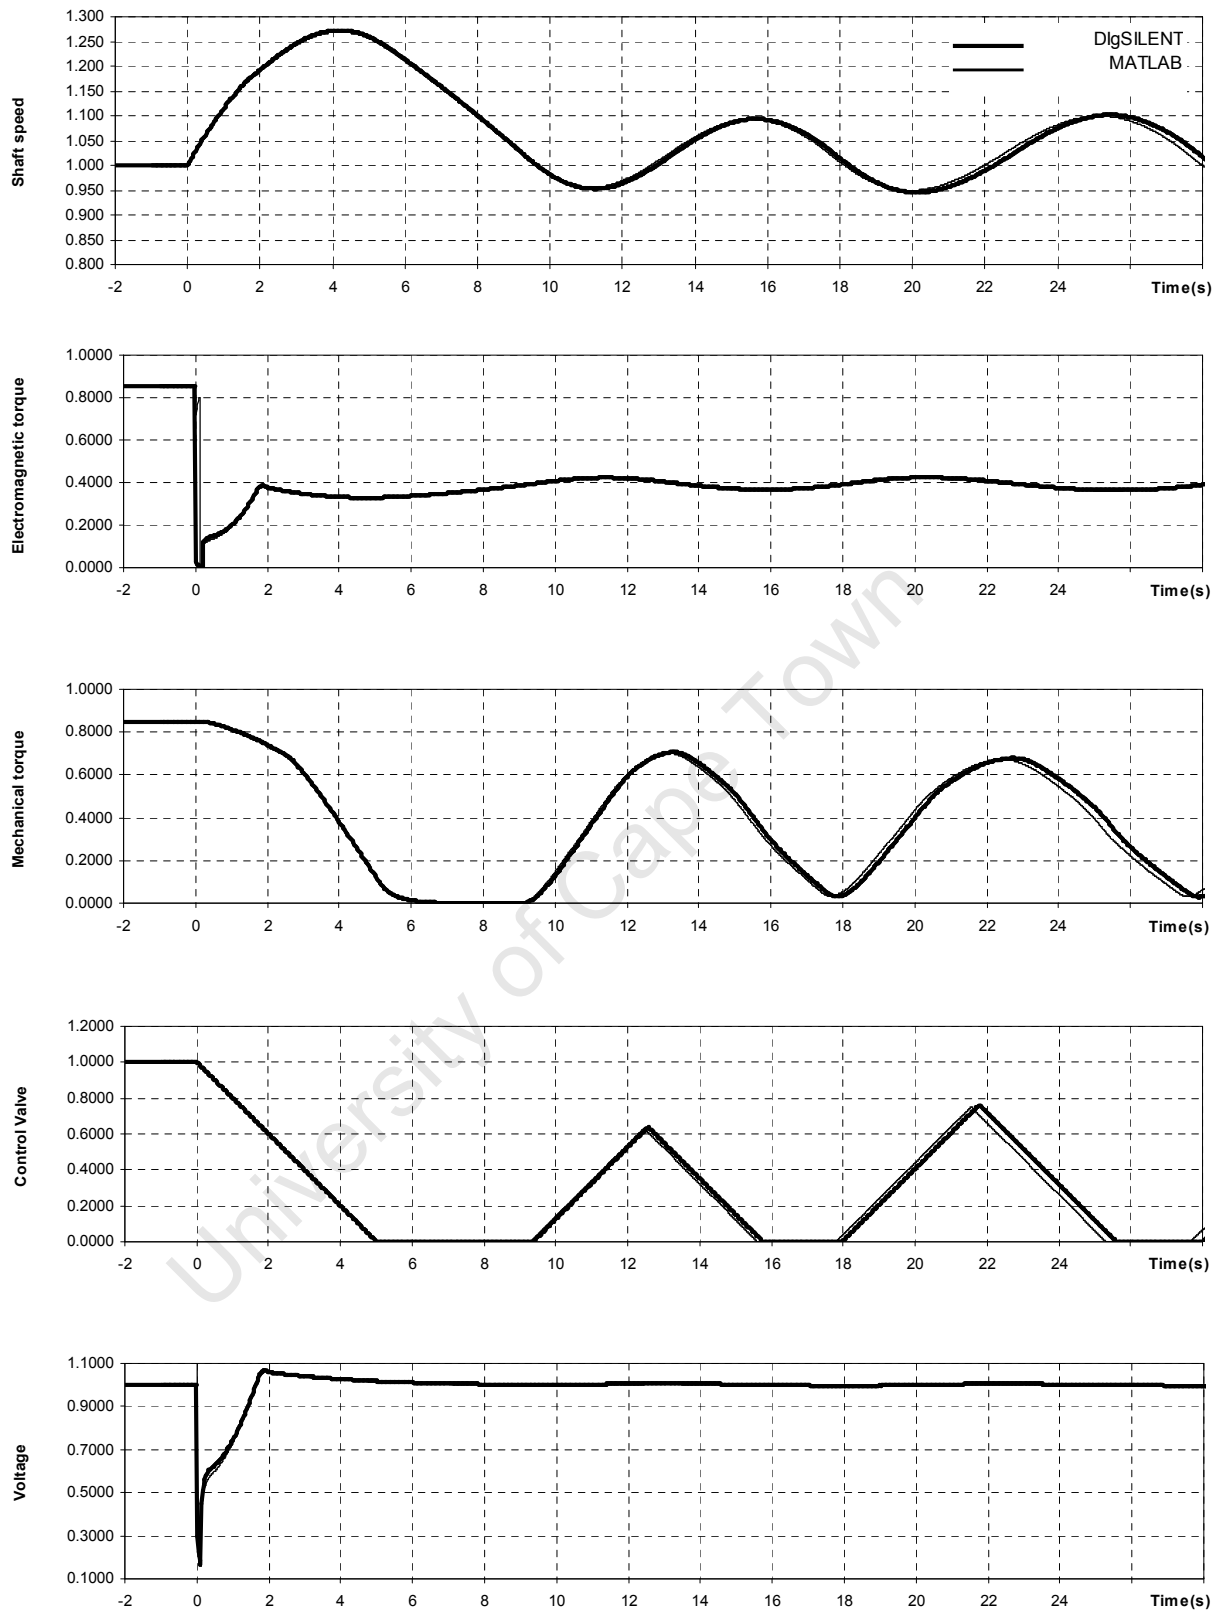 1.300
1.250
1.200
1.150
1.100
1.050
1.000
0.950
0.900
0.850
0.800
Shaft speed
DIgSILENT
MATLAB
-2 0 2 4 6 8 10 12 14 16 18 20 22 24 Time(s)
1.0000
0.8000
0.6000
0.4000
0.2000
0.0000
Electromagnetic torque
-2 0 2 4 6 8 10 12 14 16 18 20 22 24 Time(s)
1.0000
0.8000
0.6000
0.4000
0.2000
0.0000
Mechanical torque
-2 0 2 4 6 8 10 12 14 16 18 20 22 24 Time(s)
1.2000
1.0000
0.8000
0.6000
0.4000
0.2000
0.0000
Control Valve
-2 0 2 4 6 8 10 12 14 16 18 20 22 24 Time(s)
1.1000
0.9000
0.7000
0.5000
0.3000
0.1000
Voltage
-2 0 2 4 6 8 10 12 14 16 18 20 22 24 Time(s)
University of Cape Town